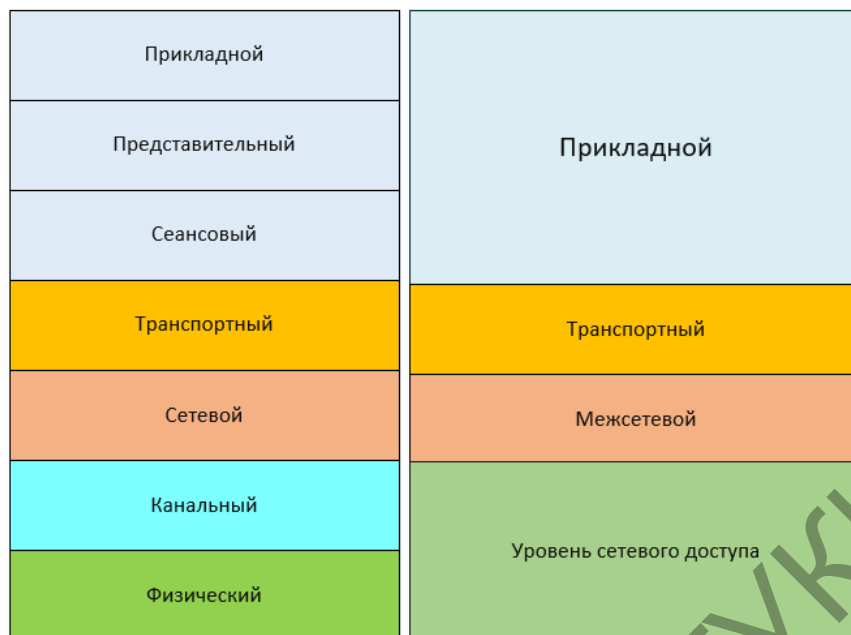 Прикладной
Представительный
Сеансовый
Транспортный
Сетевой
Канальный
Физический
Прикладной
Транспортный
Межсетевой
Уровень сетевого доступа